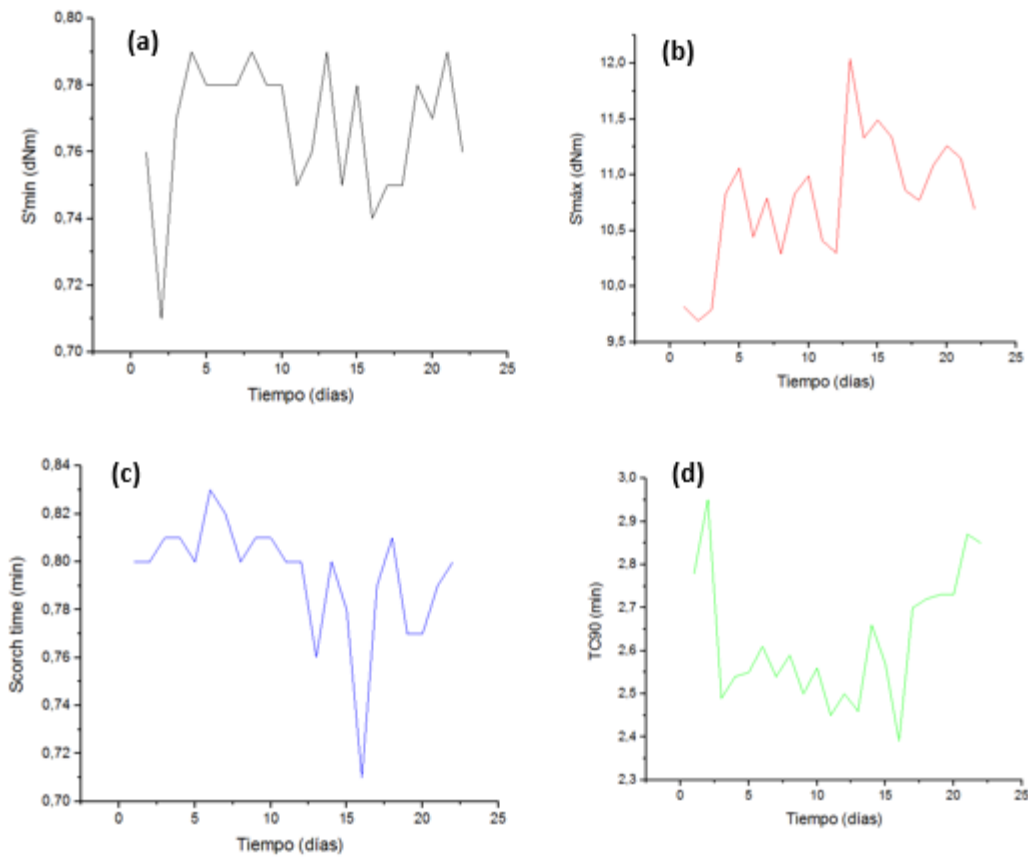 (a)
0,80
0,78
0,76
0,74
0,72
0,70
S'min (dNm)
0 5 10 15 20 25
Tiempo (días)
(b)
12,0
11,5
11,0
10,5
10,0
9,5
S'máx (dNm)
0 5 10 15 20 25
Tiempo (días)
(c)
0,84
0,82
0,80
0,78
0,76
0,74
0,72
0,70
Scorch time (min)
0 5 10 15 20 25
Tiempo (días)
(d)
3,0
2,9
2,8
2,7
2,6
2,5
2,4
2,3
TC90 (min)
0 5 10 15 20 25
Tiempo (días)